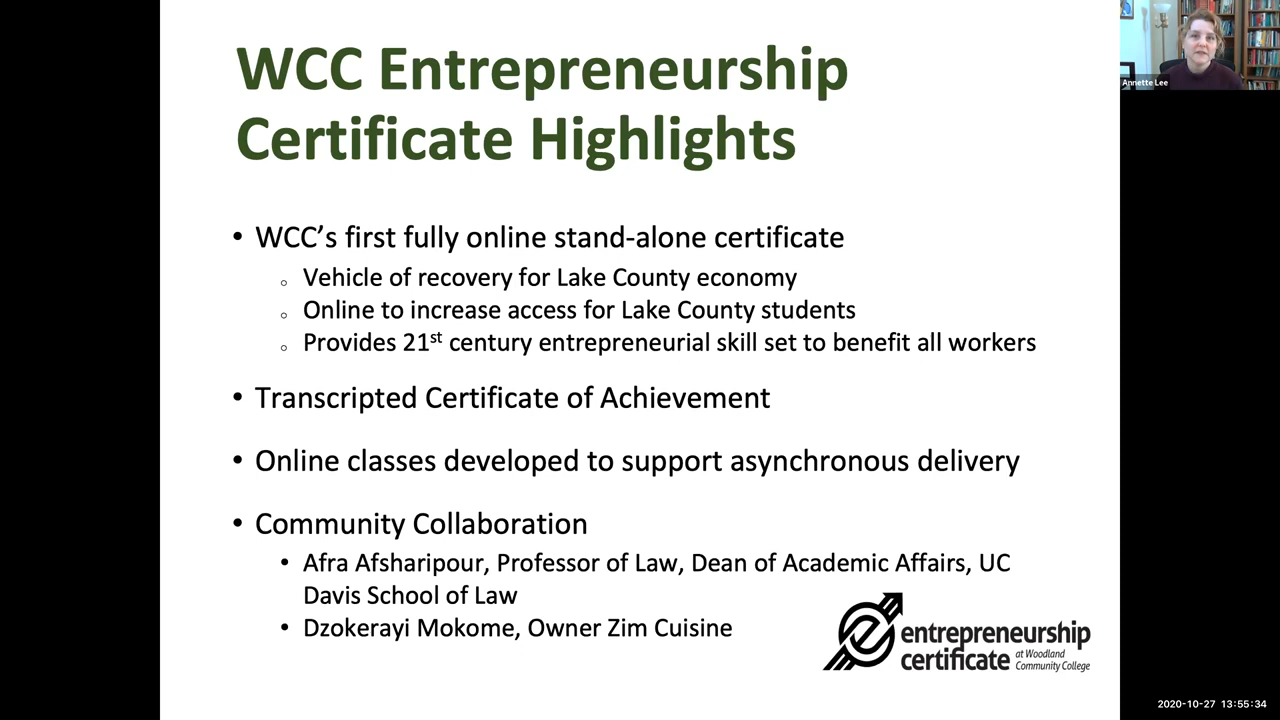 WCC Entrepreneurship
Certificate Highlights
• WCC’s first fully online stand-alone certificate
○ Vehicle of recovery for Lake County economy
○ Online to increase access for Lake County students
○ Provides 21st century entrepreneurial skill set to benefit all workers
• Transcripted Certificate of Achievement
• Online classes developed to support asynchronous delivery
• Community Collaboration
• Afra Afsharipour, Professor of Law, Dean of Academic Affairs, UC
Davis School of Law
• Dzokerayi Mokome, Owner Zim Cuisine
entrepreneurship
certificate
at Woodland
Community College
Annette Lee
2020-10-27 13:55:34